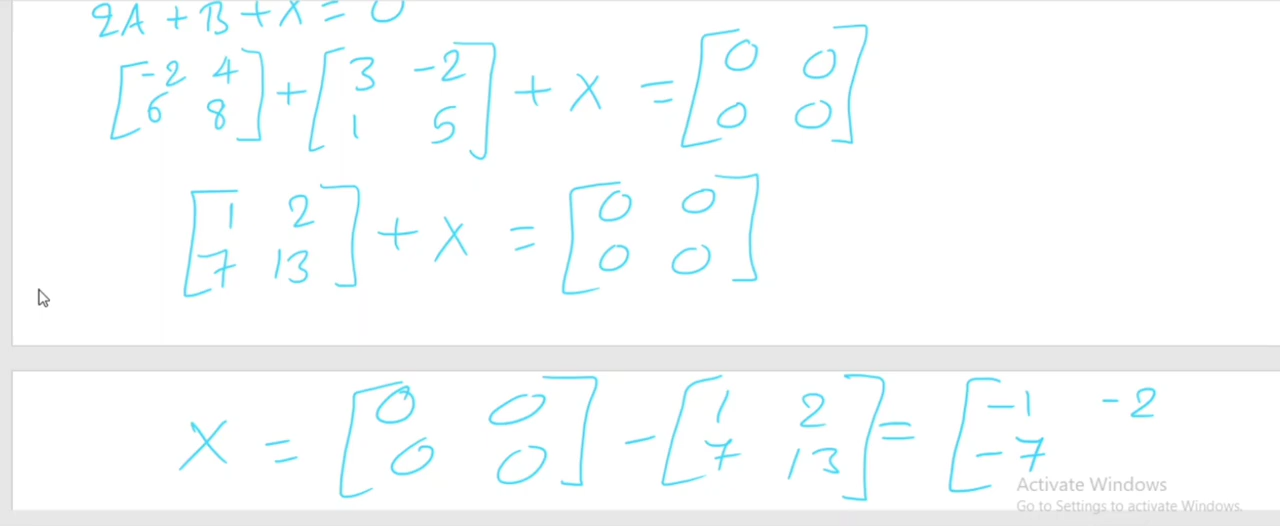 2A + B + X = 0
[-2 4 6 8] + [3 -2 1 5] + X = [0 0 0 0]
[1 2 7 13] + X = [0 0 0 0]
X = [0 0 0 0] - [1 2 7 13] = [-1 -2 -7
Activate Windows
Go to Settings to activate Windows.